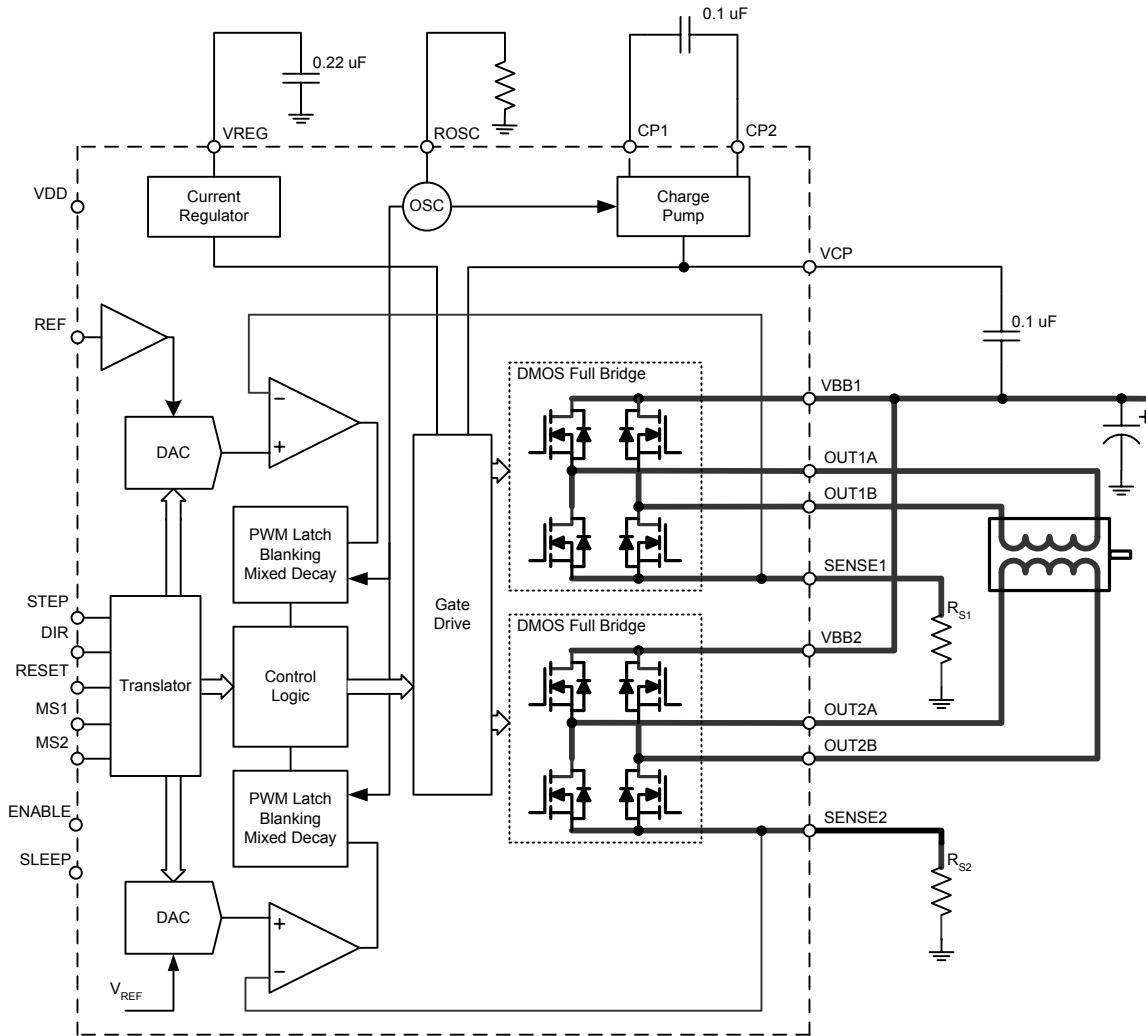 0.1 uF
0.22 uF
VREG
ROSC
CP1
CP2
VDD
Current
Regulator
OSC
Charge
Pump
VCP
REF
0.1 uF
DMOS Full Bridge
VBB1
+
−
+
DAC
OUT1A
OUT1B
PWM Latch
Blanking
Mixed Decay
SENSE1
STEP
DIR
RESET
MS1
MS2
Translator
Control
Logic
Gate
Drive
RS1
DMOS Full Bridge
VBB2
OUT2A
OUT2B
PWM Latch
Blanking
Mixed Decay
ENABLE
SLEEP
SENSE2
RS2
DAC
+
−
VREF